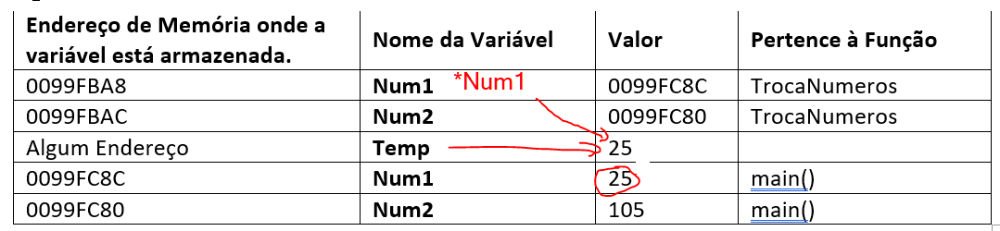 Endereço de Memória onde a
variável está armazenada. Nome da Variável Valor Pertence à Função
0099FBA8 Num1 *Num1 0099FC8C TrocaNumeros
0099FBAC Num2 0099FC80 TrocaNumeros
Algum Endereço Temp 25
0099FC8C Num1 25 main()
0099FC80 Num2 105 main()